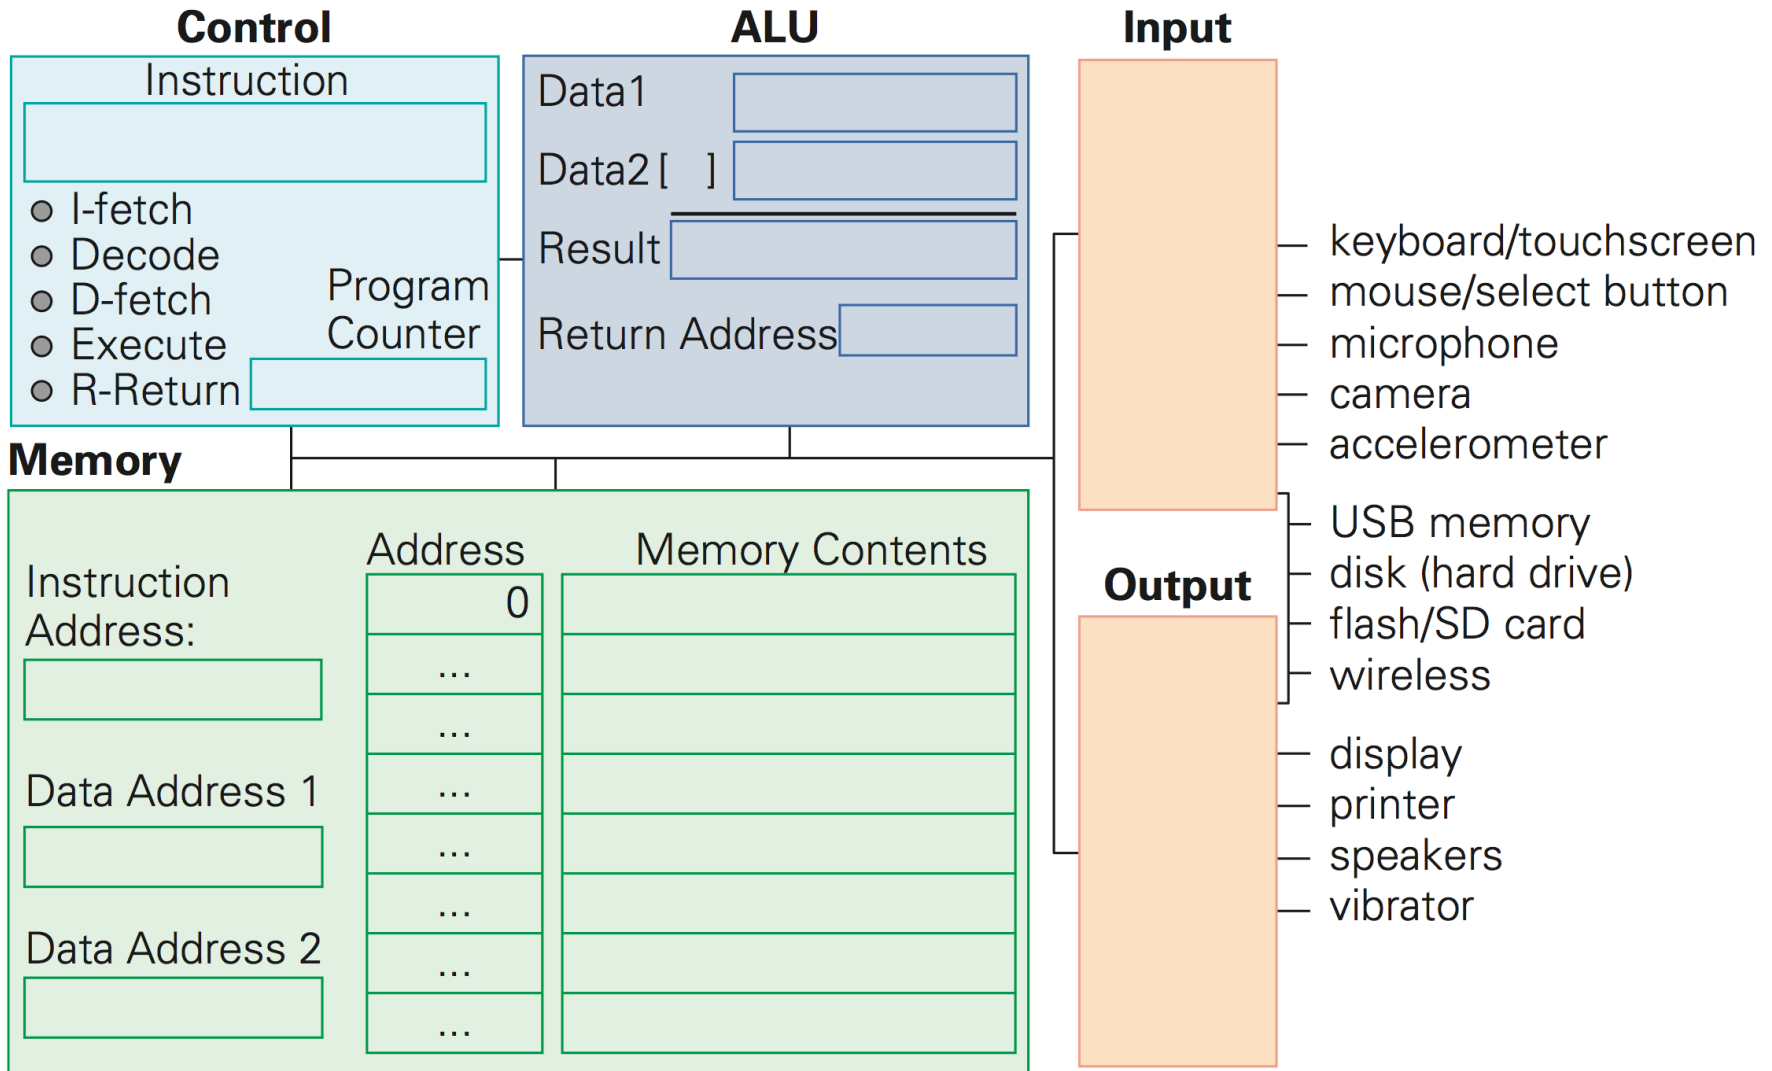 Control
Instruction
I-fetch
Decode
D-fetch
Execute
R-Return
Program
Counter
ALU
Data1
Data2 [ ]
Result
Return Address
Memory
Instruction
Address:
Data Address 1
Data Address 2
Address
0
...
...
...
...
...
...
...
Memory Contents
Input
keyboard/touchscreen
mouse/select button
microphone
camera
accelerometer
USB memory
disk (hard drive)
flash/SD card
wireless
Output
display
printer
speakers
vibrator